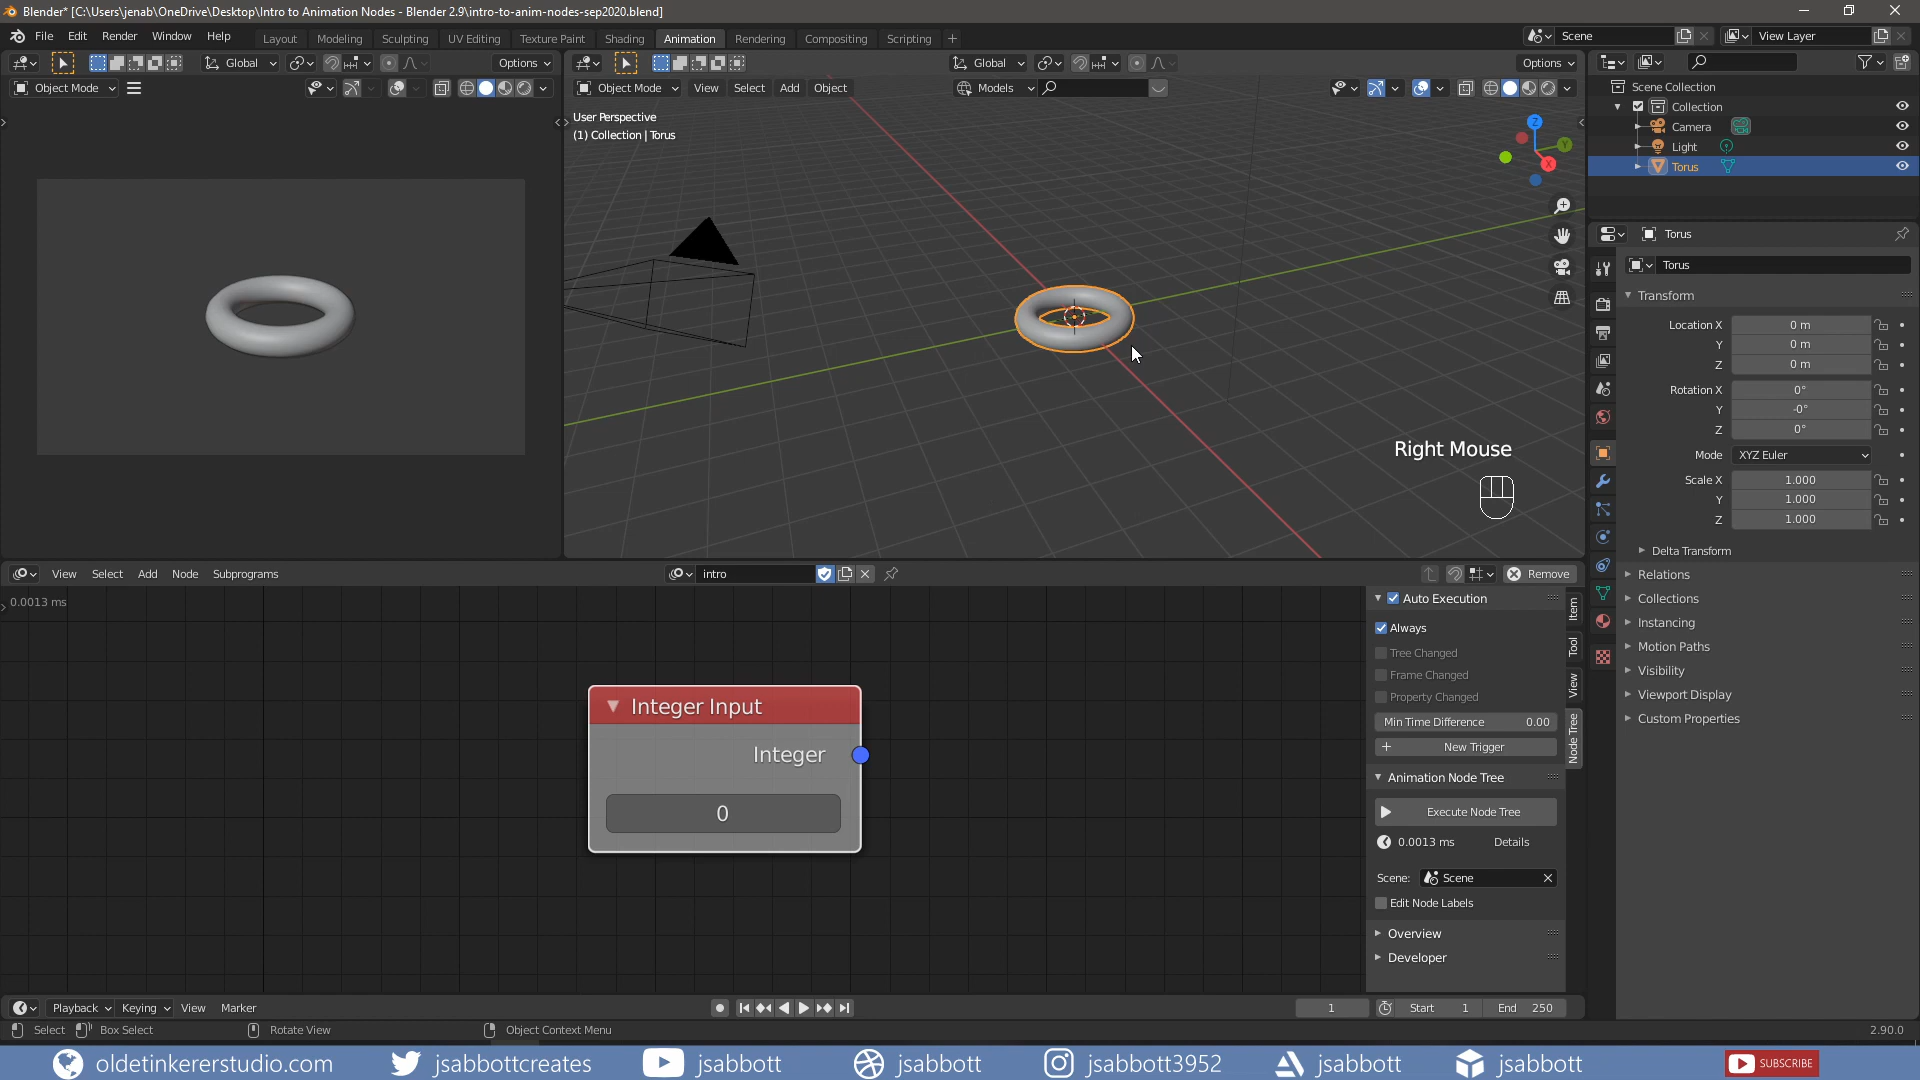 Blender* [C:\Users\jenab\OneDrive\Desktop\Intro to Animation Nodes - Blender 2.9\intro-to-anim-nodes-sep2020.blend]
File Edit Render Window Help Layout Modeling Sculpting UV Editing Texture Paint Shading Animation Rendering Compositing Scripting + Scene View Layer
Global Options Global Options
Object Mode Object Mode View Select Add Object Models
User Perspective
(1) Collection | Torus
Z
Y
X
Scene Collection
Collection
Camera
Light
Torus
Torus
Torus
Transform
Location X 0 m
Y 0 m
Z 0 m
Rotation X 0°
Y -0°
Z 0°
Mode XYZ Euler
Scale X 1.000
Y 1.000
Z 1.000
Delta Transform
Relations
Collections
Instancing
Motion Paths
Visibility
Viewport Display
Custom Properties
Right Mouse
View Select Add Node Subprograms intro Remove
0.0013 ms
Integer Input
Integer
0
Auto Execution
Always
Tree Changed
Frame Changed
Property Changed
Min Time Difference 0.00
New Trigger
Animation Node Tree
Execute Node Tree
0.0013 ms Details
Scene: Scene
Edit Node Labels
Overview
Developer
Item
Tool
View
Node Tree
Playback Keying View Marker 1 Start 1 End 250
Select Box Select Rotate View Object Context Menu 2.90.0
oldetinkererstudio.com jsabbottcreates jsabbott jsabbott jsabbott3952 jsabbott jsabbott SUBSCRIBE